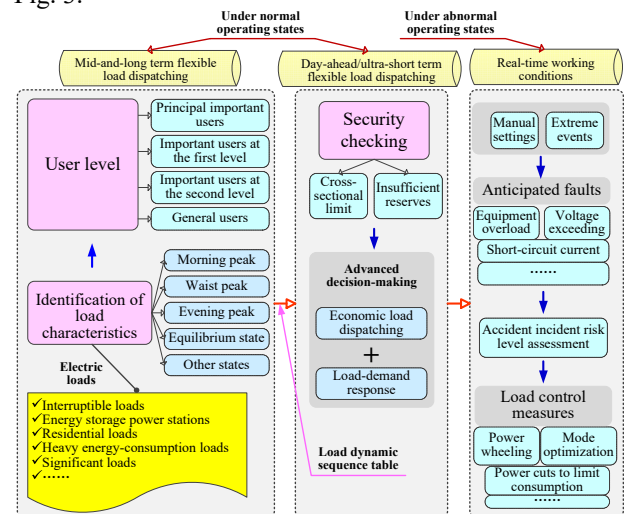 Fig. 3.
Under normal
operating states
Under abnormal
operating states
Mid-and-long term flexible
load dispatching
Day-ahead/ultra-short term
flexible load dispatching
Real-time working
conditions
User level
Principal important
users
Important users at
the first level
Important users at
the second level
General users
Identification of
load
characteristics
Morning peak
Waist peak
Evening peak
Equilibrium state
Other states
Electric
loads
✓Interruptible loads
✓Energy storage power stations
✓Residential loads
✓Heavy energy-consumption loads
✓Significant loads
✓······
Security
checking
Cross-
sectional
limit
Insufficient
reserves
Advanced
decision-making
Economic load
dispatching
+
Load-demand
response
Load dynamic
sequence table
Manual
settings
Extreme
events
Anticipated faults
Equipment
overload
Voltage
exceeding
Short-circuit current
······
Accident incident risk
level assessment
Load control
measures
Power
wheeling
Mode
optimization
Power cuts to limit
consumption
······